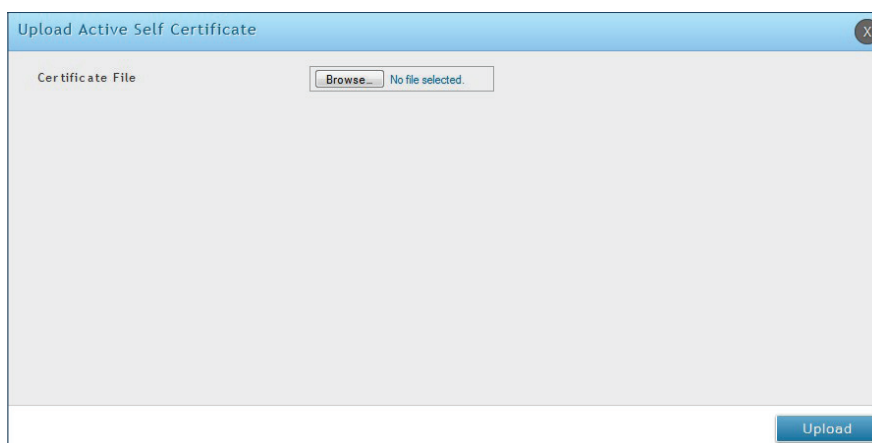 Upload Active Self Certificate
X
Certificate File
Browse... No file selected.
Upload